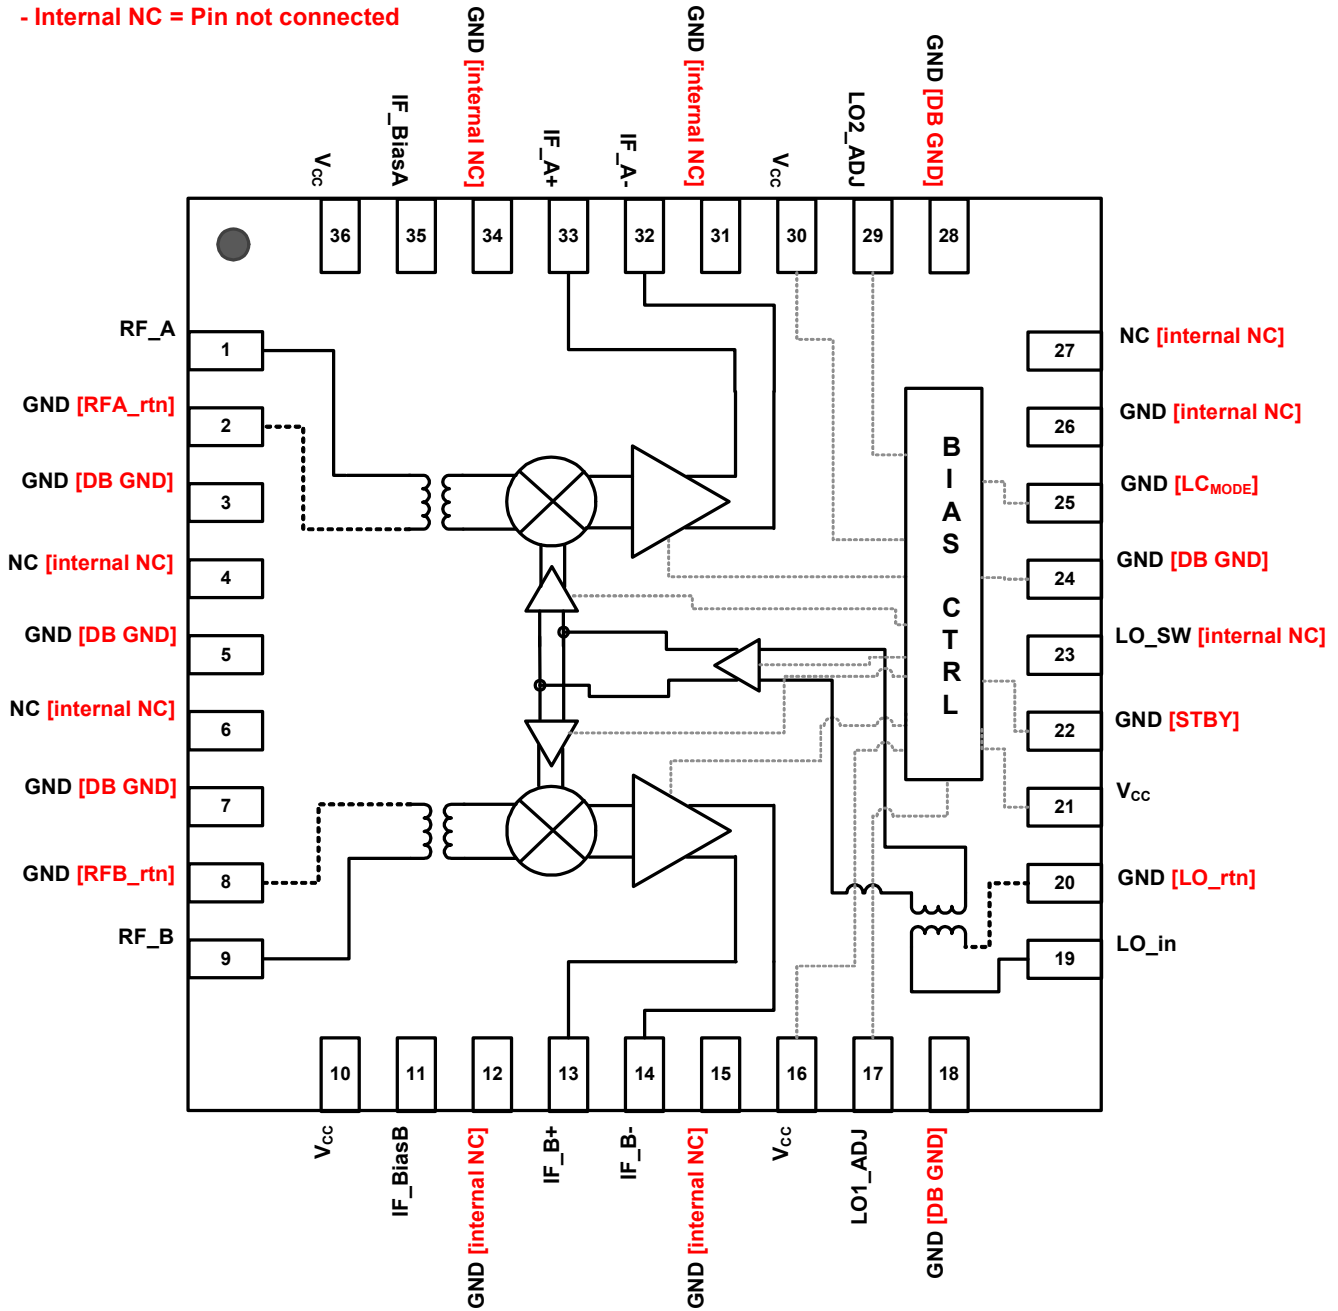 - Internal NC = Pin not connected
VCC
IF_BiasA
GND [internal NC]
IF_A+
IF_A-
GND [internal NC]
VCC
LO2_ADJ
GND [DB GND]
36
35
34
33
32
31
30
29
28
RF_A
1
GND [RFA_rtn]
2
GND [DB GND]
3
NC [internal NC]
4
GND [DB GND]
5
NC [internal NC]
6
GND [DB GND]
7
GND [RFB_rtn]
8
RF_B
9
BIAS CTRL
27
NC [internal NC]
26
GND [internal NC]
25
GND [LCMODE]
24
GND [DB GND]
23
LO_SW [internal NC]
22
GND [STBY]
21
VCC
20
GND [LO_rtn]
19
LO_in
10
11
12
13
14
15
16
17
18
VCC
IF_BiasB
GND [internal NC]
IF_B+
IF_B-
GND [internal NC]
VCC
LO1_ADJ
GND [DB GND]